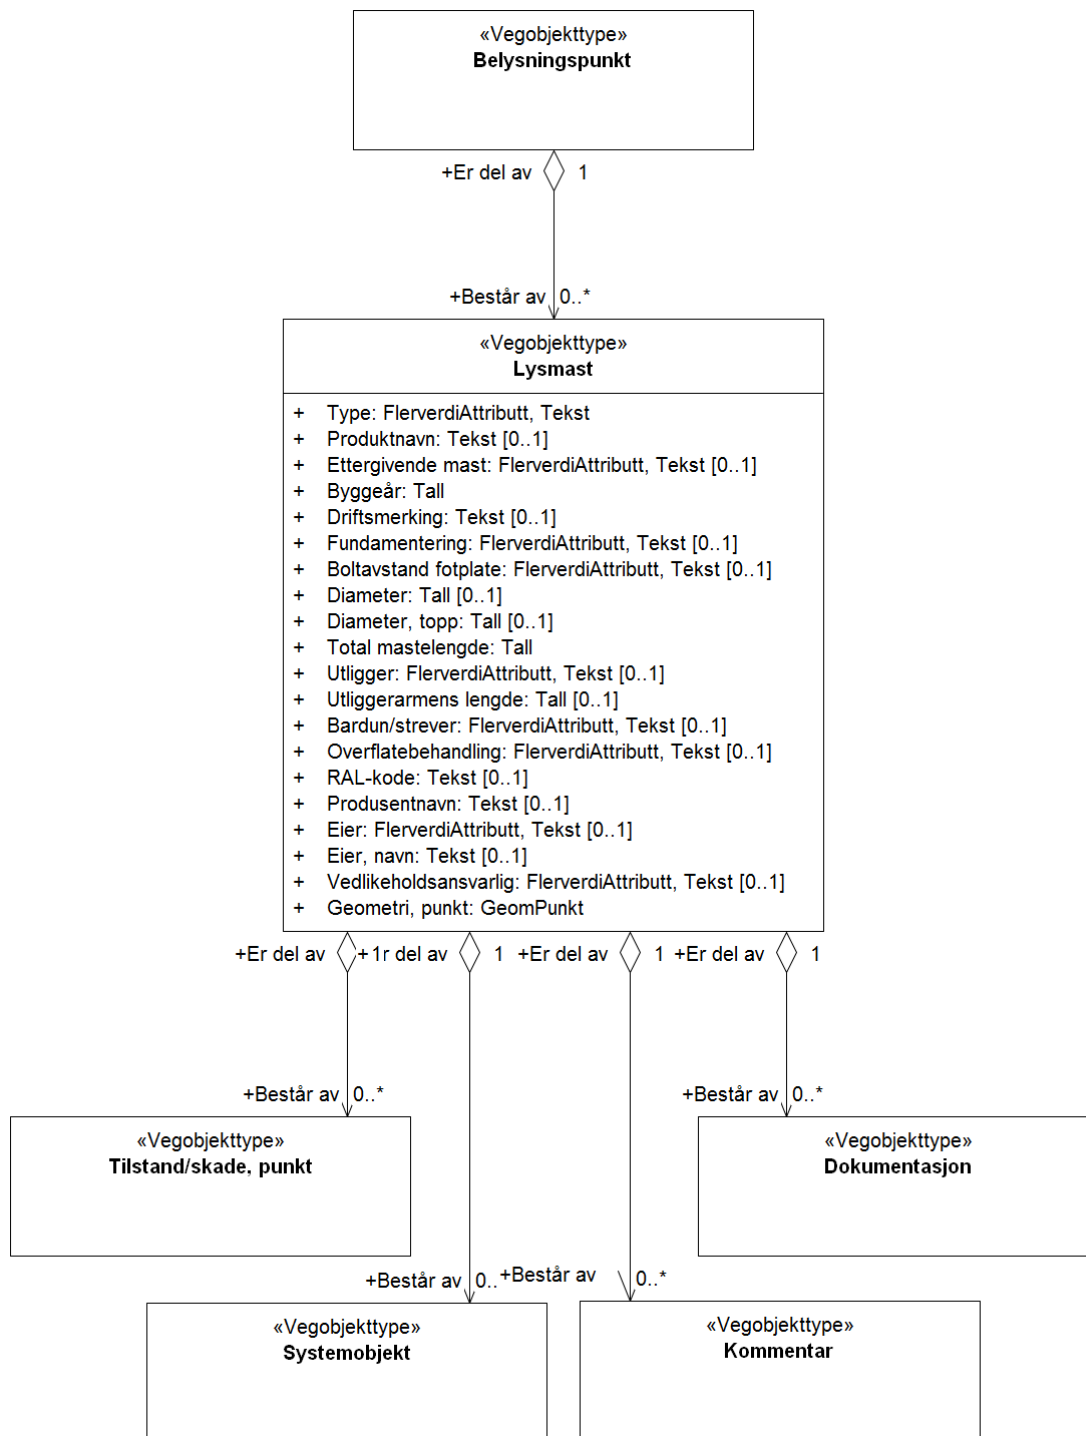 «Vegobjekttype»
Belysningspunkt
+Er del av 1
+Består av 0..*
«Vegobjekttype»
Lysmast
+ Type: FlerverdiAttributt, Tekst
+ Produktnavn: Tekst [0..1]
+ Ettergivende mast: FlerverdiAttributt, Tekst [0..1]
+ Byggeår: Tall
+ Driftsmerking: Tekst [0..1]
+ Fundamentering: FlerverdiAttributt, Tekst [0..1]
+ Boltavstand fotplate: FlerverdiAttributt, Tekst [0..1]
+ Diameter: Tall [0..1]
+ Diameter, topp: Tall [0..1]
+ Total mastelengde: Tall
+ Utligger: FlerverdiAttributt, Tekst [0..1]
+ Utliggerarmens lengde: Tall [0..1]
+ Bardun/strever: FlerverdiAttributt, Tekst [0..1]
+ Overflatebehandling: FlerverdiAttributt, Tekst [0..1]
+ RAL-kode: Tekst [0..1]
+ Produsentnavn: Tekst [0..1]
+ Eier: FlerverdiAttributt, Tekst [0..1]
+ Eier, navn: Tekst [0..1]
+ Vedlikeholdsansvarlig: FlerverdiAttributt, Tekst [0..1]
+ Geometri, punkt: GeomPunkt
+Er del av +1r del av 1 +Er del av 1 +Er del av 1
+Består av 0..* +Består av 0..*
«Vegobjekttype» «Vegobjekttype»
Tilstand/skade, punkt Dokumentasjon
+Består av 0.. +Består av 0..*
«Vegobjekttype» «Vegobjekttype»
Systemobjekt Kommentar